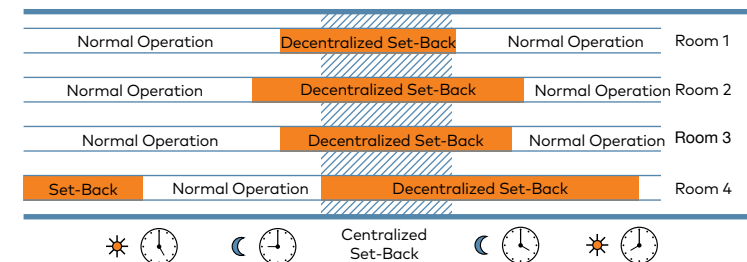 Normal Operation Decentralized Set-Back Normal Operation Room 1
Normal Operation Decentralized Set-Back Normal Operation Room 2
Normal Operation Decentralized Set-Back Normal Operation Room 3
Set-Back Normal Operation Decentralized Set-Back Room 4
Centralized
Set-Back